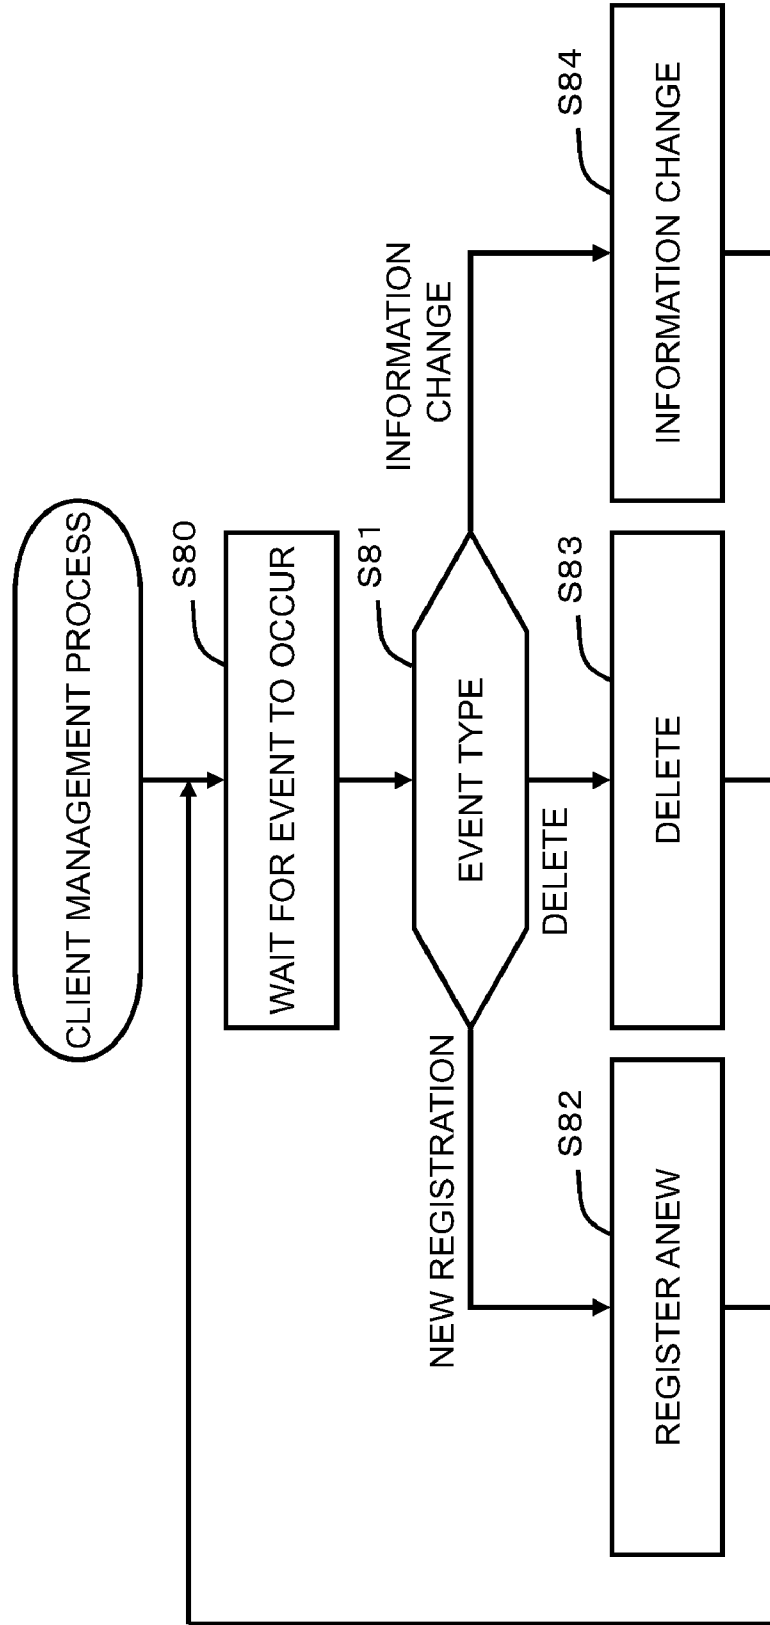 CLIENT MANAGEMENT PROCESS
S80
WAIT FOR EVENT TO OCCUR
S81
EVENT TYPE
NEW REGISTRATION
DELETE
INFORMATION
CHANGE
S82
REGISTER ANEW
S83
DELETE
S84
INFORMATION CHANGE